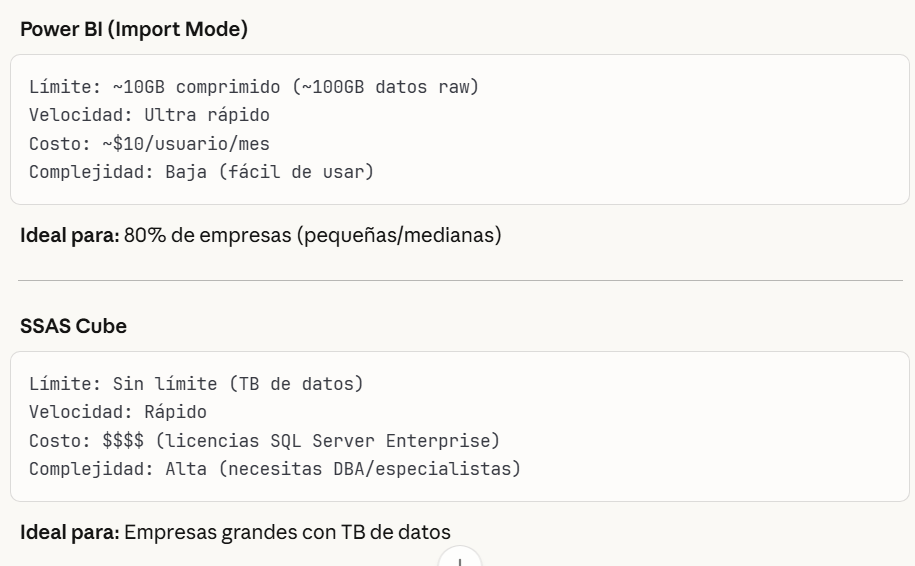 Power BI (Import Mode)
Límite: ~10GB comprimido (~100GB datos raw)
Velocidad: Ultra rápido
Costo: ~$10/usuario/mes
Complejidad: Baja (fácil de usar)
Ideal para: 80% de empresas (pequeñas/medianas)
SSAS Cube
Límite: Sin límite (TB de datos)
Velocidad: Rápido
Costo: $$$$ (licencias SQL Server Enterprise)
Complejidad: Alta (necesitas DBA/especialistas)
Ideal para: Empresas grandes con TB de datos